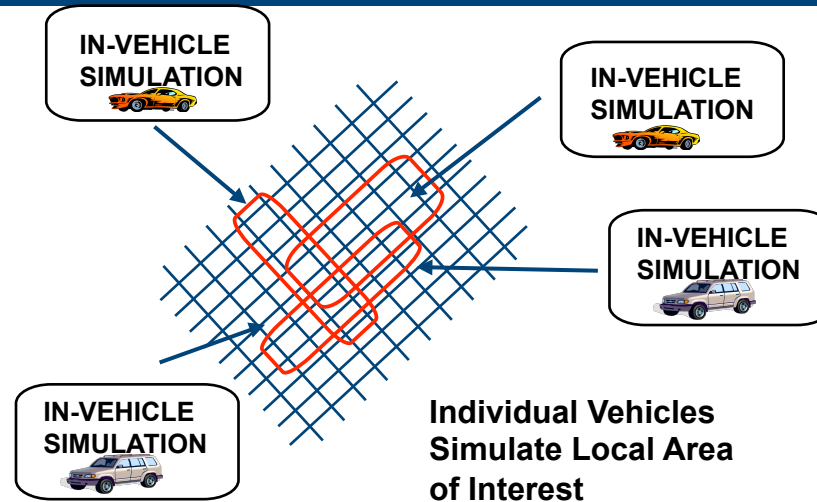 IN-VEHICLE
SIMULATION
IN-VEHICLE
SIMULATION
IN-VEHICLE
SIMULATION
IN-VEHICLE
SIMULATION
Individual Vehicles
Simulate Local Area
of Interest